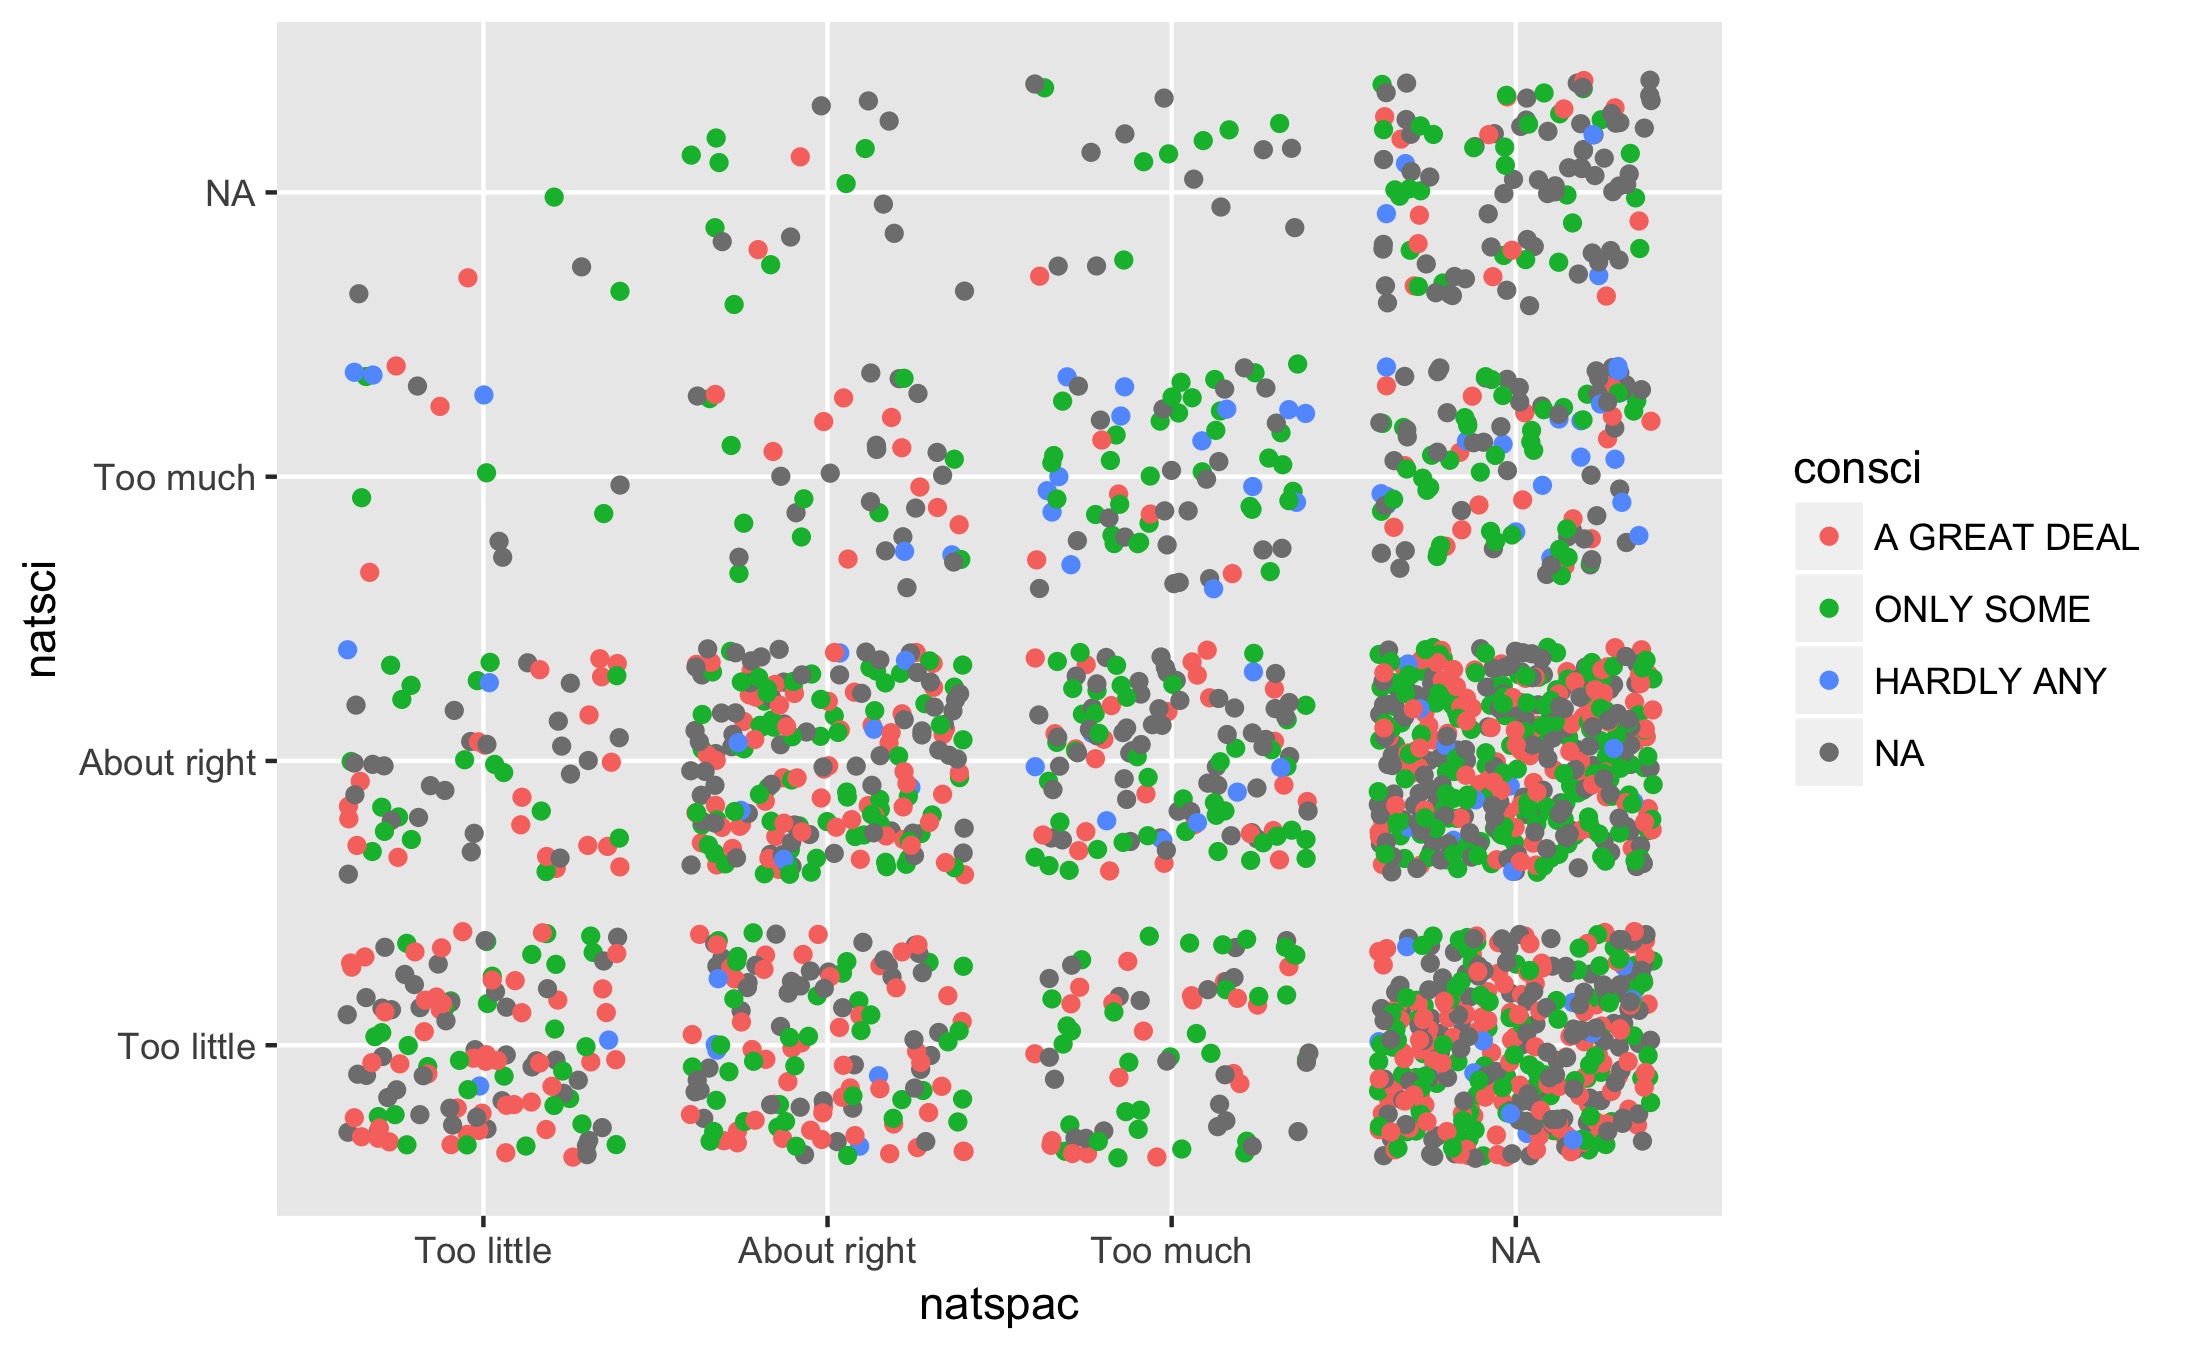 natsci
NA
Too much
About right
Too little
Too little
About right
Too much
NA
natspac
consci
A GREAT DEAL
ONLY SOME
HARDLY ANY
NA